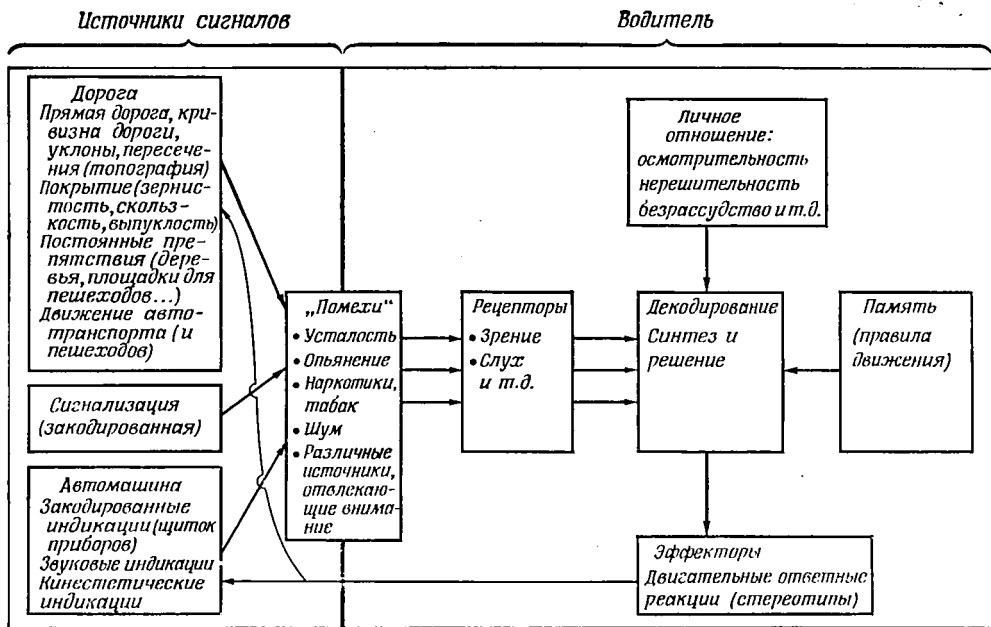 Источники сигналов
Водитель
Дорога
Прямая дорога, кри-
визна дороги,
уклоны, пересече-
ния (топография)
Покрытие (зернис-
тость, скольз-
кость, выпуклость)
Постоянные пре-
пятствия (дере-
вья, площадки для
пешеходов...)
Движение авто-
транспорта (и
пешеходов)
Сигнализация
(закодированная)
Автомашина
Закодированные
индикации (щиток
приборов)
Звуковые индикации
Кинестетические
индикации
„Помехи“
• Усталость
• Опьянение
• Наркотики,
табак
• Шум
• Различные
источники,
отвлекаю-
щие внима-
ние
Рецепторы
• Зрение
• Слух
и т.д.
Личное
отношение:
осмотрительность
нерешительность
безрассудство и т.д.
Декодирование
Синтез и
решение
Память
(правила
движения)
Эффекторы
Двигательные ответные
реакции (стереотипы)